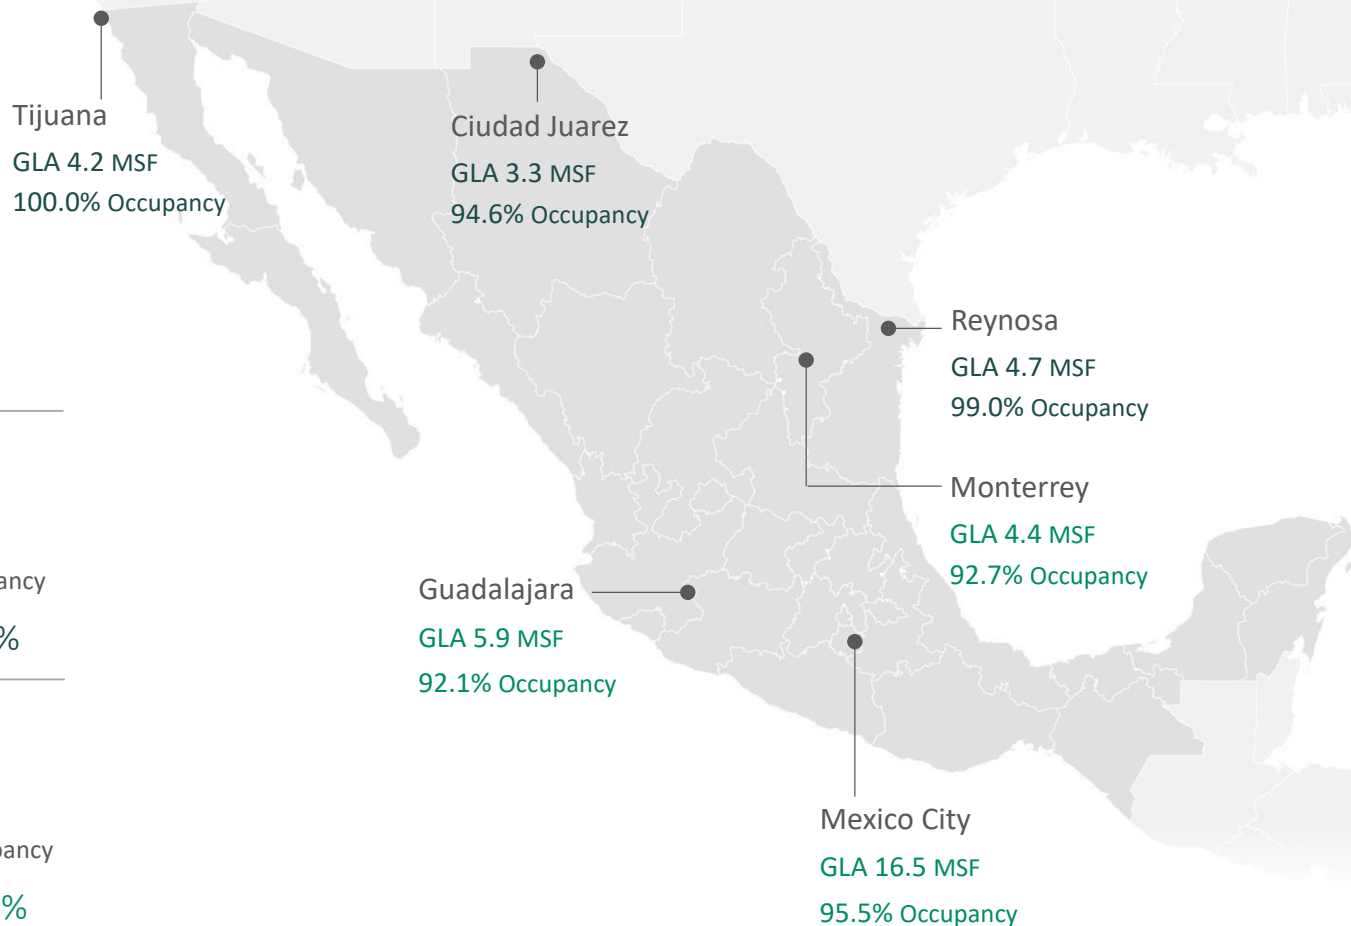 Tijuana
GLA 4.2 MSF
100.0% Occupancy
Ciudad Juarez
GLA 3.3 MSF
94.6% Occupancy
Reynosa
GLA 4.7 MSF
99.0% Occupancy
Monterrey
GLA 4.4 MSF
92.7% Occupancy
Guadalajara
GLA 5.9 MSF
92.1% Occupancy
Mexico City
GLA 16.5 MSF
95.5% Occupancy
ancy
%
pancy
%